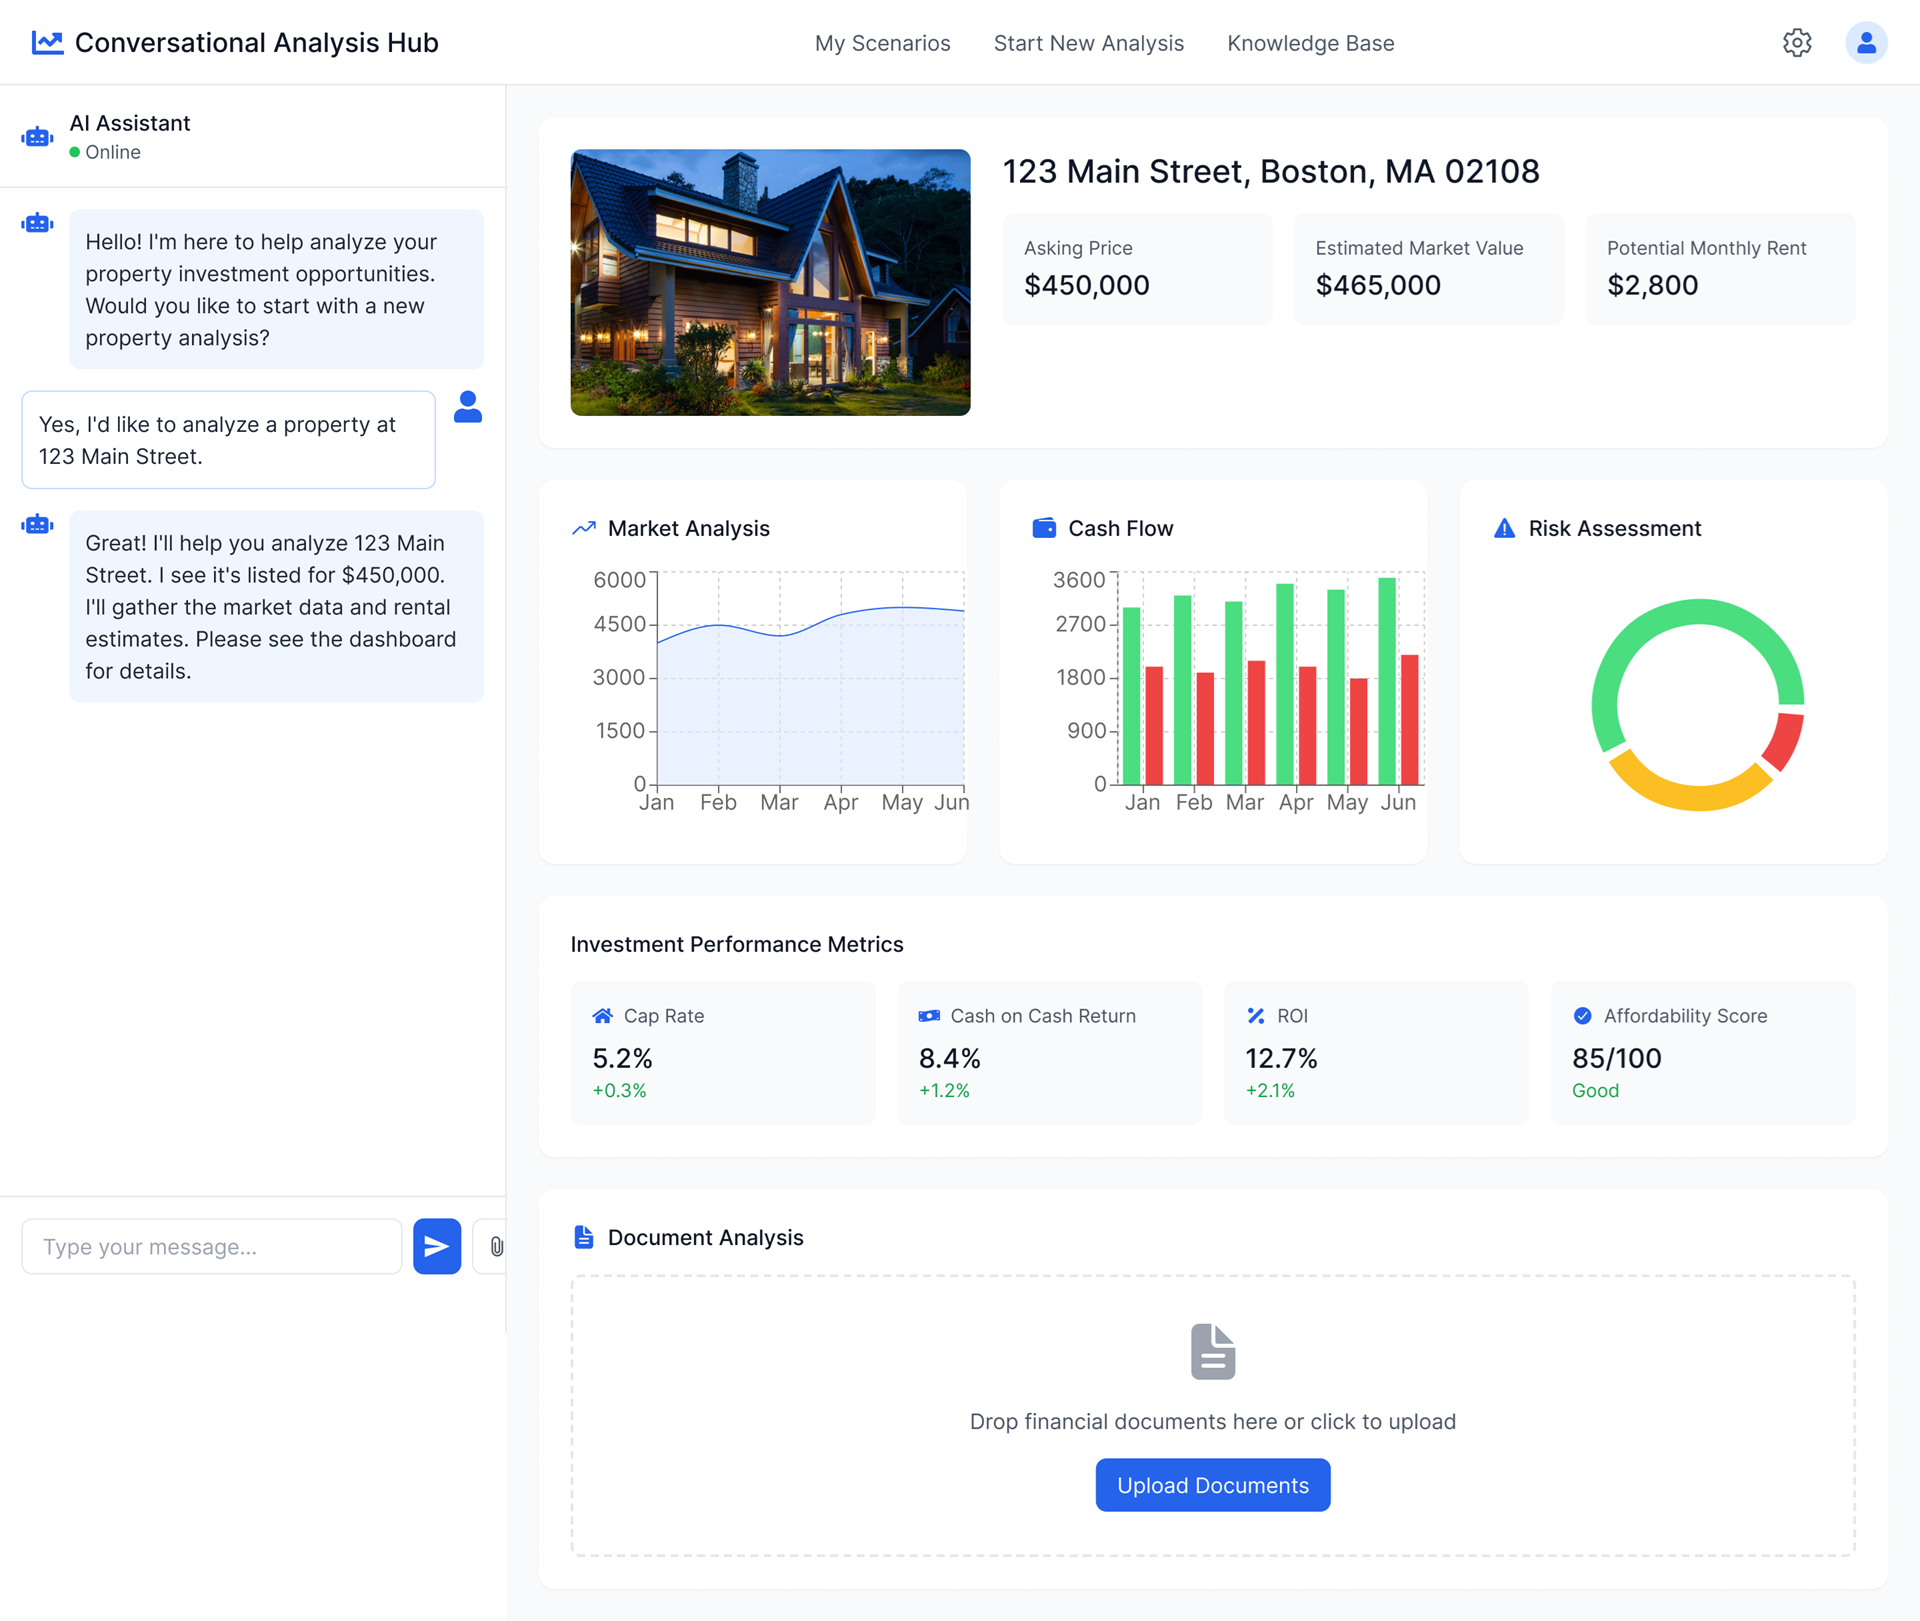 Conversational Analysis Hub
My Scenarios
Start New Analysis
Knowledge Base
AI Assistant
Online
Hello! I'm here to help analyze your
property investment opportunities.
Would you like to start with a new
property analysis?
Yes, I'd like to analyze a property at
123 Main Street.
Great! I'll help you analyze 123 Main
Street. I see it's listed for $450,000.
I'll gather the market data and rental
estimates. Please see the dashboard
for details.
Type your message...
123 Main Street, Boston, MA 02108
Asking Price
$450,000
Estimated Market Value
$465,000
Potential Monthly Rent
$2,800
Market Analysis
6000
4500
3000
1500
0
Jan Feb Mar Apr May Jun
Cash Flow
3600
2700
1800
900
0
Jan Feb Mar Apr May Jun
Risk Assessment
Investment Performance Metrics
Cap Rate
5.2%
+0.3%
Cash on Cash Return
8.4%
+1.2%
ROI
12.7%
+2.1%
Affordability Score
85/100
Good
Document Analysis
Drop financial documents here or click to upload
Upload Documents